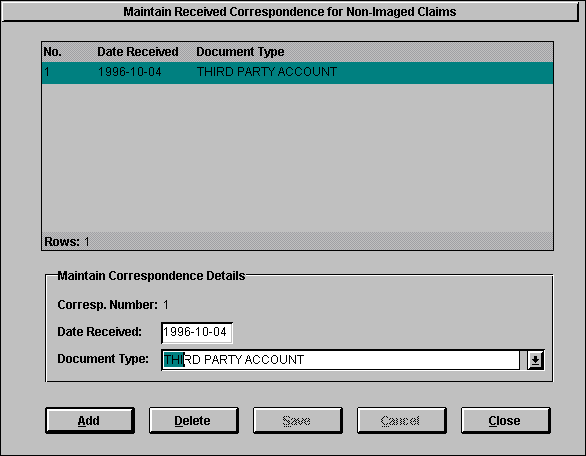 Maintain Received Correspondence for Non-Imaged Claims
No. Date Received Document Type
1 1996-10-04 THIRD PARTY ACCOUNT
Rows: 1
Maintain Correspondence Details
Corresp. Number: 1
Date Received: 1996-10-04
Document Type: THIRD PARTY ACCOUNT
Add Delete Save Cancel Close